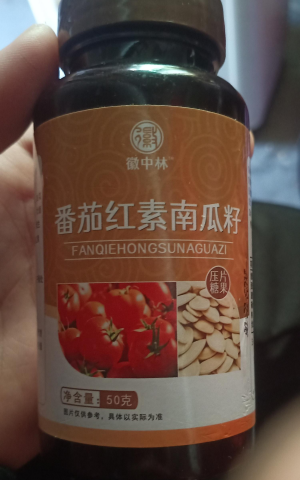 徽
徽中林
番茄红素南瓜籽
FANQIEHONGSUNAGUAZI
压片
糖果
净含量: 50克
图片仅供参考，具体以实际为准